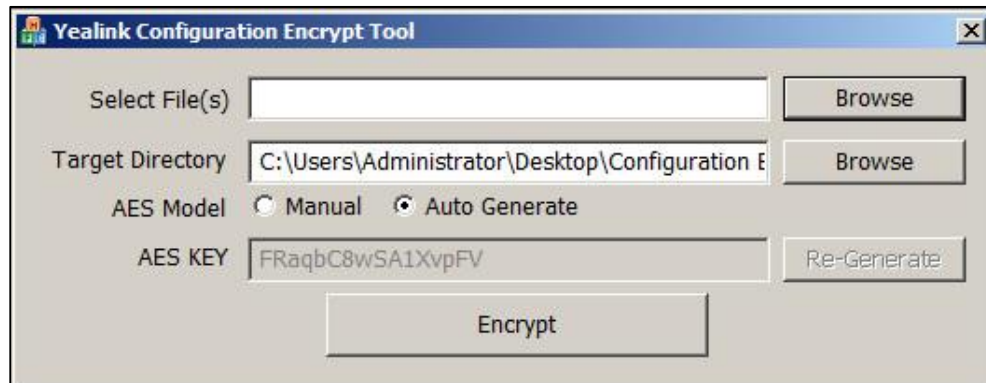 Yealink Configuration Encrypt Tool
Select File(s) Browse
Target Directory C:\Users\Administrator\Desktop\Configuration E Browse
AES Model Manual Auto Generate
AES KEY FRaqbC8wSA1XvpFV Re-Generate
Encrypt